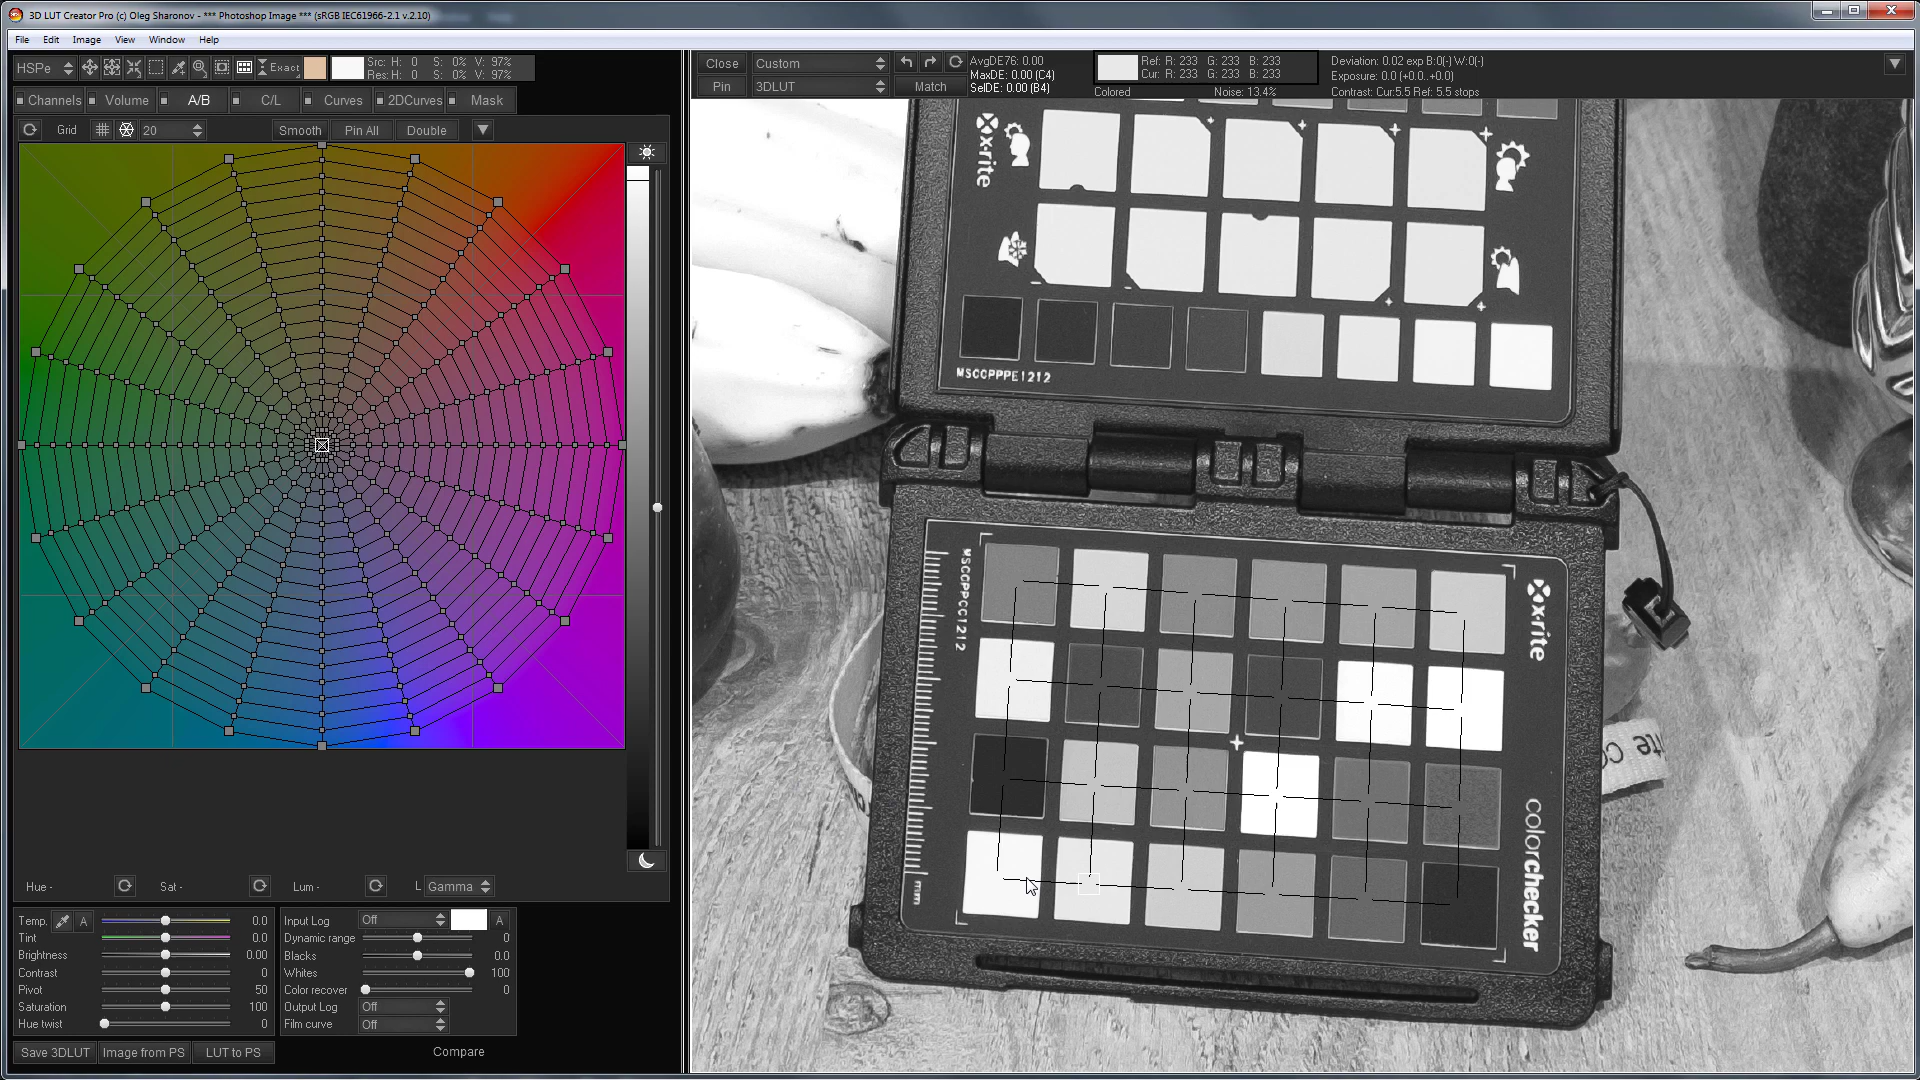 3D LUT Creator Pro (c) Oleg Sharonov - *** Photoshop Image *** (sRGB IEC61966-2.1 v.2.10)
File Edit Image View Window Help
HSPe
Exact
Src: H: 0 S: 0% V: 97%
Res: H: 0 S: 0% V: 97%
Channels Volume A/B C/L Curves 2DCurves Mask
Grid 20 Smooth Pin All Double
Hue - Sat - Lum - L Gamma
Temp. A 0.0
Tint 0.0
Brightness 0.00
Contrast 0
Pivot 50
Saturation 100
Hue twist 0
Input Log Off A
Dynamic range 0
Blacks 0.0
Whites 100
Color recover 0
Output Log Off
Film curve Off
Save 3DLUT Image from PS LUT to PS Compare
Close Custom
Pin 3DLUT Match
AvgDE76: 0.00
MaxDE: 0.00 (C4)
SelDE: 0.00 (B4)
Ref: R: 233 G: 233 B: 233
Cur: R: 233 G: 233 B: 233
Colored Noise: 13.4%
Deviation: 0.02 exp B:0(-) W:0(-)
Exposure: 0.0 (+0.0..+0.0)
Contrast: Cur:5.5 Ref: 5.5 stops
x-rite
MSCCPPPE1212
MSCCPPCC1212
x-rite
colorchecker
mm